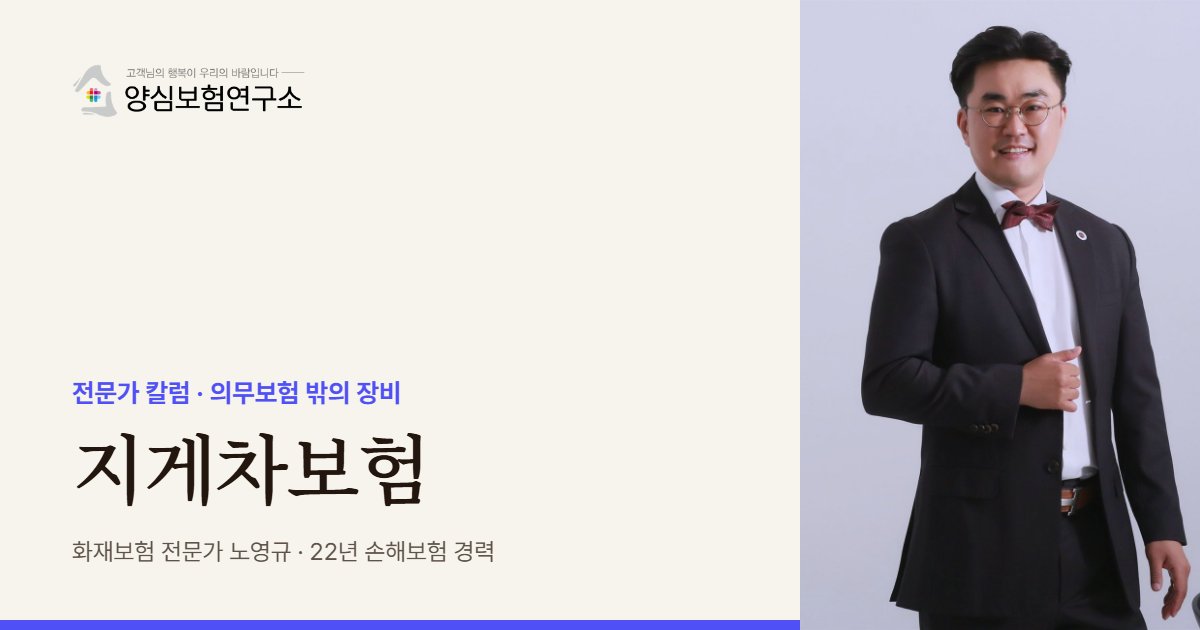 고객님의 행복이 우리의 바람입니다
양심보험연구소
전문가 칼럼 · 의무보험 밖의 장비
지게차보험
화재보험 전문가 노영규 · 22년 손해보험 경력